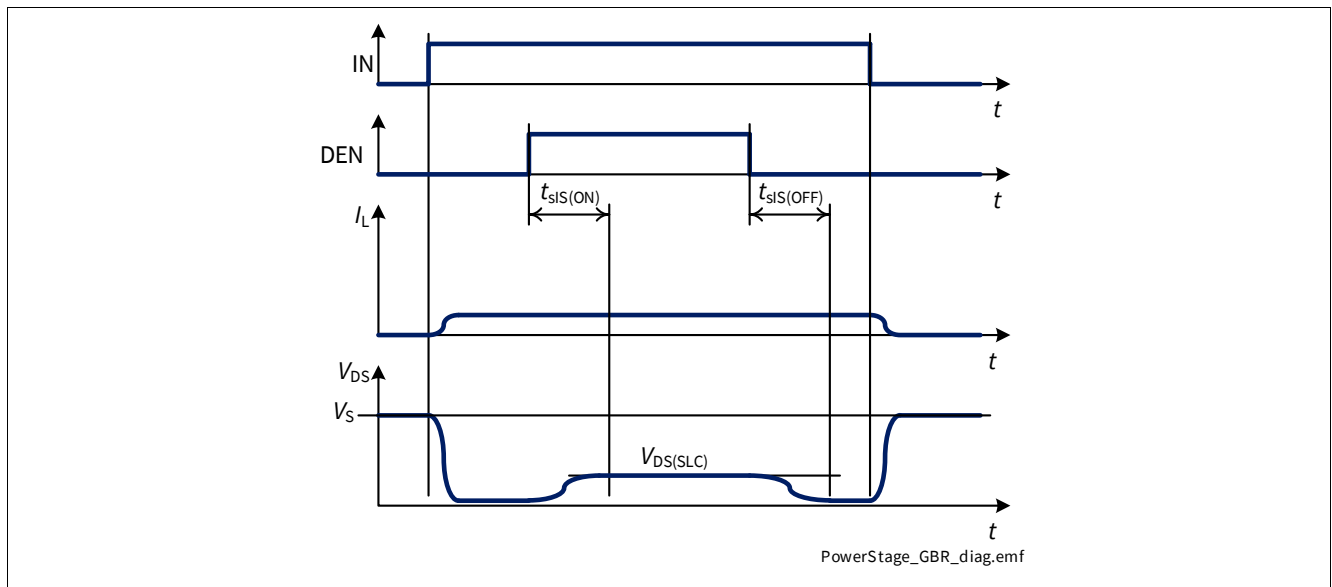 IN
t
DEN
t
tsIS(ON)
tsIS(OFF)
IL
t
VDS
VS
VDS(SLC)
t
PowerStage_GBR_diag.emf